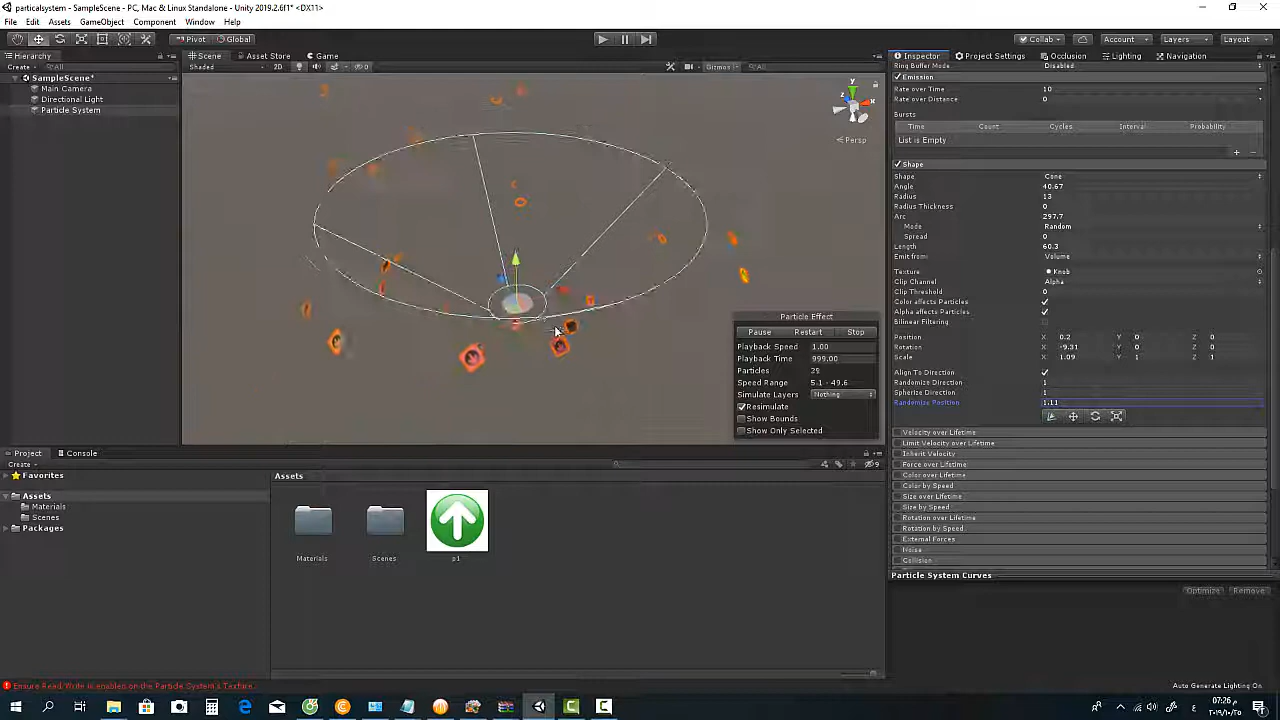 particalsystem - SampleScene - PC, Mac & Linux Standalone - Unity 2019.2.6f1* <DX11>
File Edit Assets GameObject Component Window Help
Pivot Global Collab Account Layers Layout
Hierarchy Scene Asset Store Game Inspector Project Settings Occlusion Lighting Navigation
Create All Shaded 2D Gizmos All
SampleScene*
Main Camera
Directional Light
Particle System
y
x
z
Persp
Ring Buffer Mode Disabled
Emission
Rate over Time 10
Rate over Distance 0
Bursts
Time Count Cycles Interval Probability
List is Empty
Shape
Shape Cone
Angle 40.67
Radius 13
Radius Thickness 0
Arc 297.7
Mode Random
Spread 0
Length 60.3
Emit from: Volume
Texture Knob
Clip Channel Alpha
Clip Threshold 0
Color affects Particles
Alpha affects Particles
Bilinear Filtering
Position X 0.2 Y 0 Z 0
Rotation X -9.31 Y 0 Z 0
Scale X 1.09 Y 1 Z 1
Align To Direction
Randomize Direction 1
Spherize Direction 1
Randomize Position 1.11
Velocity over Lifetime
Limit Velocity over Lifetime
Inherit Velocity
Force over Lifetime
Color over Lifetime
Color by Speed
Size over Lifetime
Size by Speed
Rotation over Lifetime
Rotation by Speed
External Forces
Noise
Collision
Particle System Curves
Optimize Remove
Particle Effect
Pause Restart Stop
Playback Speed 1.00
Playback Time 999.00
Particles 39
Speed Range 5.1 - 49.6
Simulate Layers Nothing
Resimulate
Show Bounds
Show Only Selected
Project Console
Create 9
Favorites
Assets
Materials
Scenes
Packages
Assets
Materials Scenes p1
Ensure Read/Write is enabled on the Particle System's Texture.
Auto Generate Lighting On